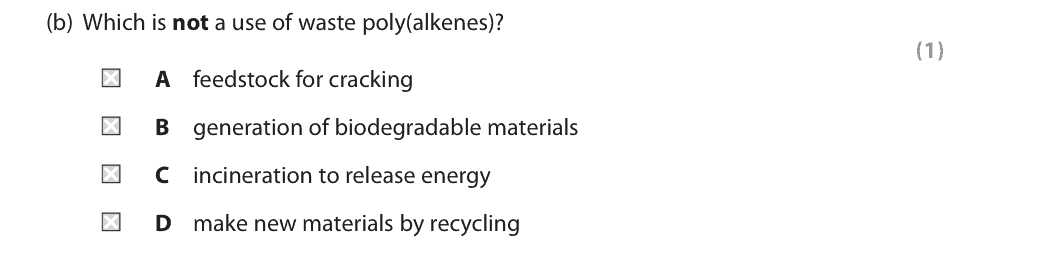 (b) Which is not a use of waste poly(alkenes)?
(1)
A feedstock for cracking
B generation of biodegradable materials
C incineration to release energy
D make new materials by recycling